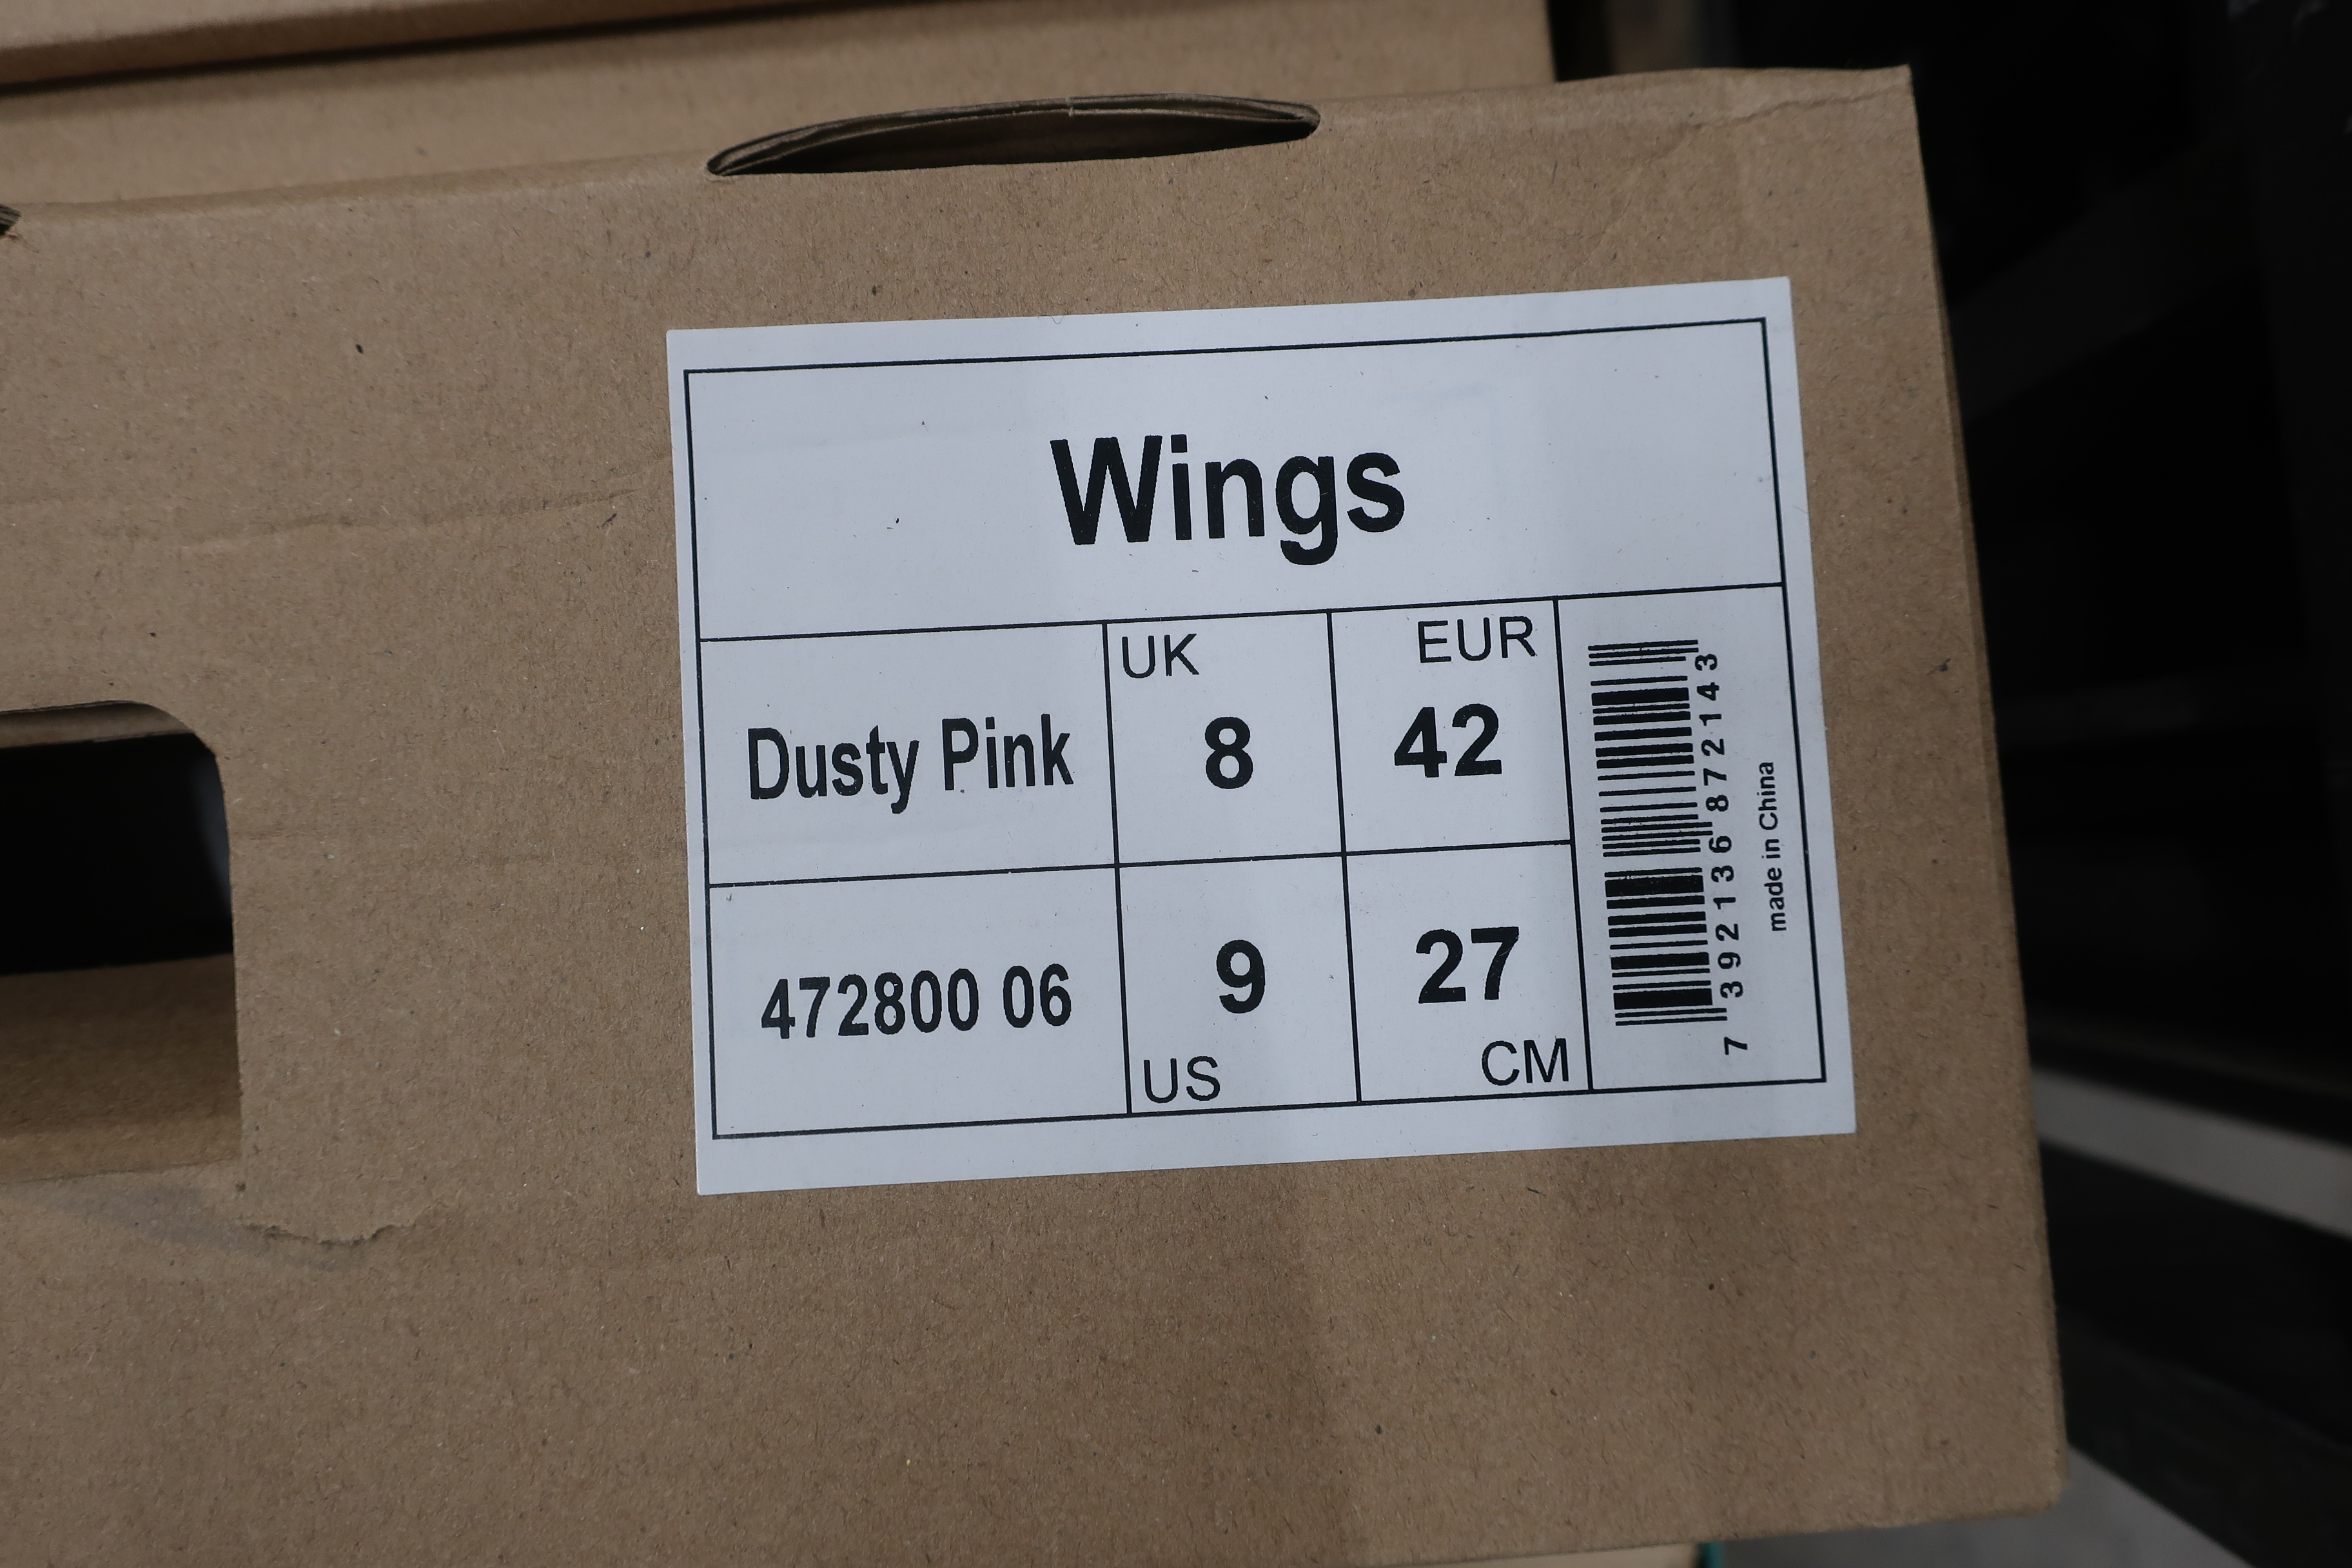 Wings
Dusty Pink
UK
8
EUR
42
472800 06
9
US
27
CM
7 392136 872143
made in China